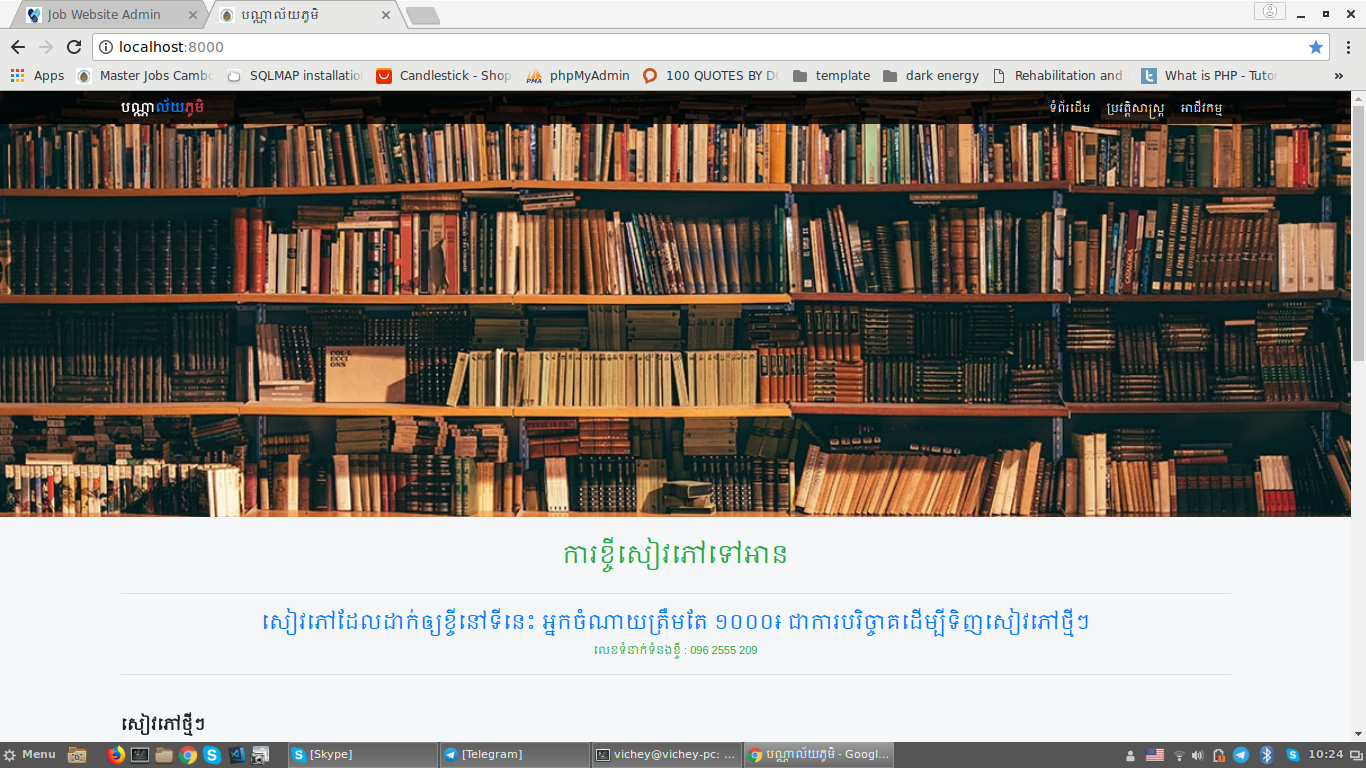 Job Website Admin
បណ្ណាល័យភូមិ
localhost:8000
Apps
Master Jobs Cambo
SQLMAP installatio
Candlestick - Shop
phpMyAdmin
100 QUOTES BY D
template
dark energy
Rehabilitation and
What is PHP - Tuto
»
បណ្ណាល័យភូមិ
ទំព័រដើម ប្រវត្តិសាស្ត្រ អាជីវកម្ម
COL·L
ECCI
ONS
ការខ្ចីសៀវភៅទៅអាន
សៀវភៅដែលដាក់ឲ្យខ្ចីនៅទីនេះ អ្នកចំណាយត្រឹមតែ ១០០០៛ ជាការបរិច្ចាគដើម្បីទិញសៀវភៅថ្មីៗ
លេខទំនាក់ទំនងខ្ញុំ : 096 2555 209
សៀវភៅថ្មីៗ
Menu
[Skype]
[Telegram]
vichey@vichey-pc: ...
បណ្ណាល័យភូមិ - Googl...
10:24